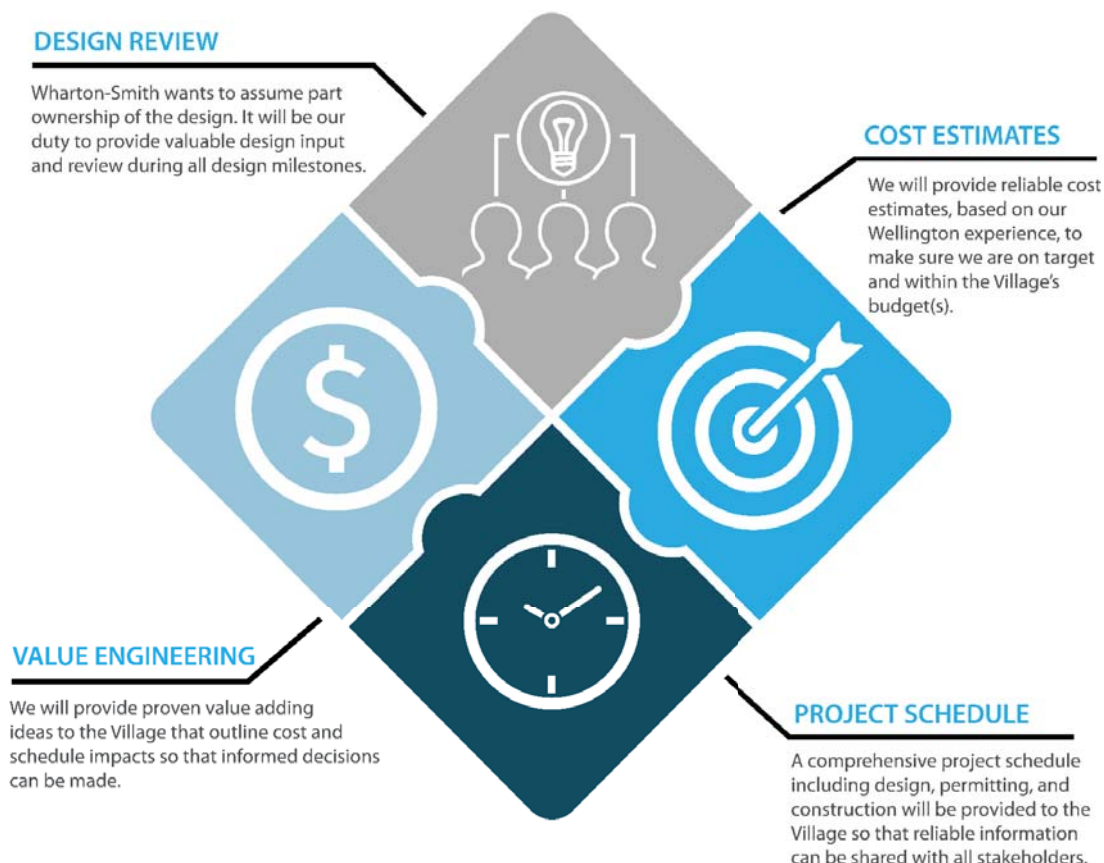 DESIGN REVIEW
Wharton-Smith wants to assume part
ownership of the design. It will be our
duty to provide valuable design input
and review during all design milestones.
COST ESTIMATES
We will provide reliable cost
estimates, based on our
Wellington experience, to
make sure we are on target
and within the Village's
budget(s).
$
VALUE ENGINEERING
We will provide proven value adding
ideas to the Village that outline cost and
schedule impacts so that informed decisions
can be made.
PROJECT SCHEDULE
A comprehensive project schedule
including design, permitting, and
construction will be provided to the
Village so that reliable information
can be shared with all stakeholders.